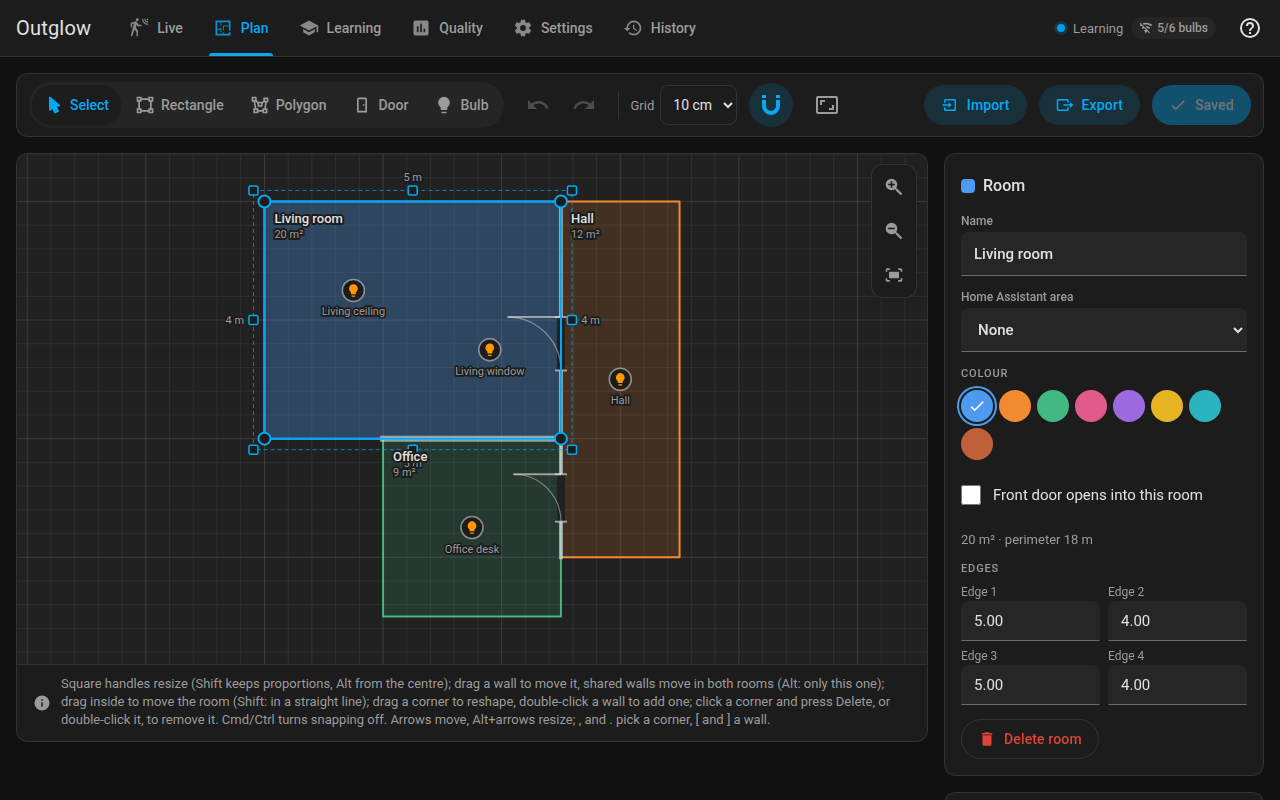 Outglow
Live
Plan
Learning
Quality
Settings
History
Learning
5/6 bulbs
Select
Rectangle
Polygon
Door
Bulb
Grid
10 cm
Import
Export
Saved
5 m
Living room
20 m²
Hall
12 m²
Living ceiling
4 m
4 m
Living window
Hall
Office
9 m²
Office desk
Square handles resize (Shift keeps proportions, Alt from the centre); drag a wall to move it, shared walls move in both rooms (Alt: only this one);
drag inside to move the room (Shift: in a straight line); drag a corner to reshape, double-click a wall to add one; click a corner and press Delete, or
double-click it, to remove it. Cmd/Ctrl turns snapping off. Arrows move, Alt+arrows resize; , and . pick a corner, [ and ] a wall.
Room
Name
Living room
Home Assistant area
None
COLOUR
Front door opens into this room
20 m² · perimeter 18 m
EDGES
Edge 1
Edge 2
5.00
4.00
Edge 3
Edge 4
5.00
4.00
Delete room